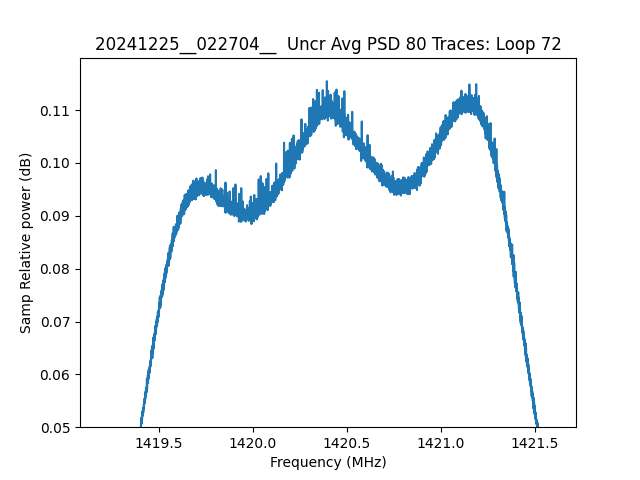 20241225__022704__ Uncr Avg PSD 80 Traces: Loop 72
Samp Relative power (dB)
0.11
0.10
0.09
0.08
0.07
0.06
0.05
1419.5 1420.0 1420.5 1421.0 1421.5
Frequency (MHz)